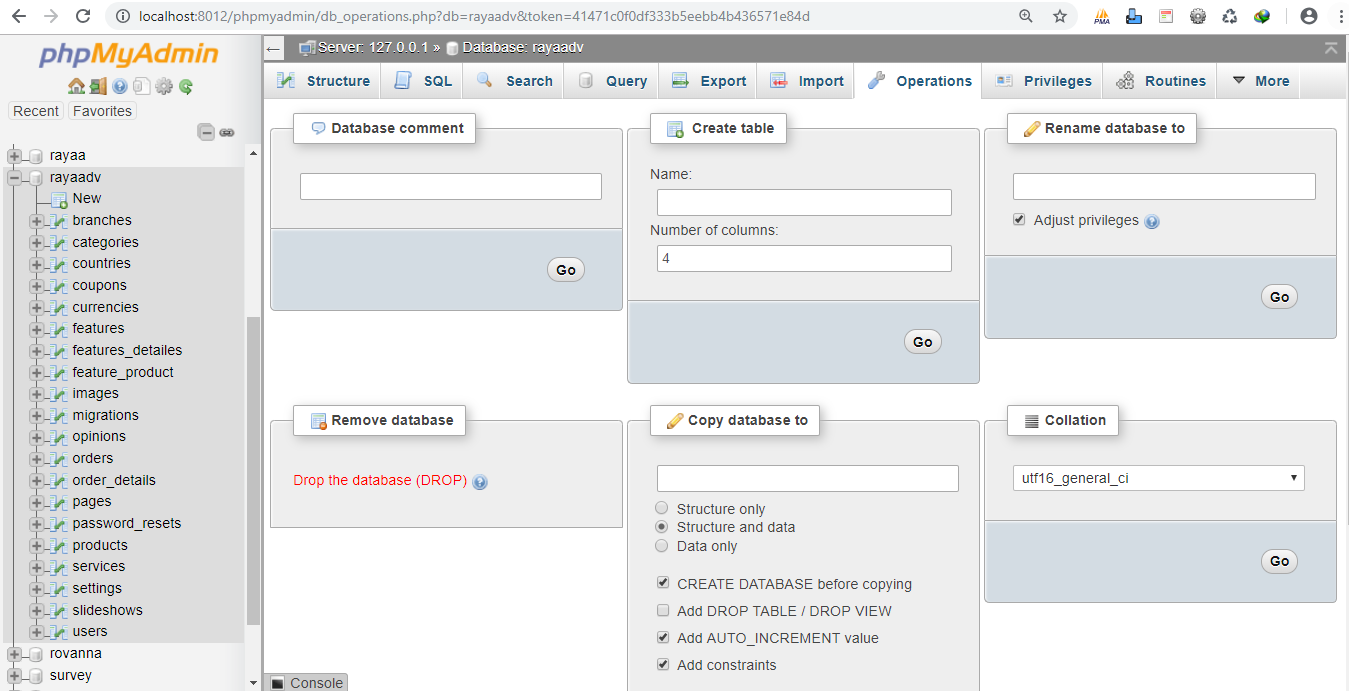 localhost:8012/phpmyadmin/db_operations.php?db=rayaadv&token=41471c0f0df333b5eebb4b436571e84d
PMA
phpMyAdmin
Recent
Favorites
rayaa
rayaadv
New
branches
categories
countries
coupons
currencies
features
features_detailes
feature_product
images
migrations
opinions
orders
order_details
pages
password_resets
products
services
settings
slideshows
users
rovanna
survey
Server: 127.0.0.1 » Database: rayaadv
Structure
SQL
Search
Query
Export
Import
Operations
Privileges
Routines
More
Database comment
Go
Create table
Name:
Number of columns:
4
Go
Rename database to
Adjust privileges
Go
Remove database
Drop the database (DROP)
Copy database to
Structure only
Structure and data
Data only
CREATE DATABASE before copying
Add DROP TABLE / DROP VIEW
Add AUTO_INCREMENT value
Add constraints
Collation
utf16_general_ci
Go
Console